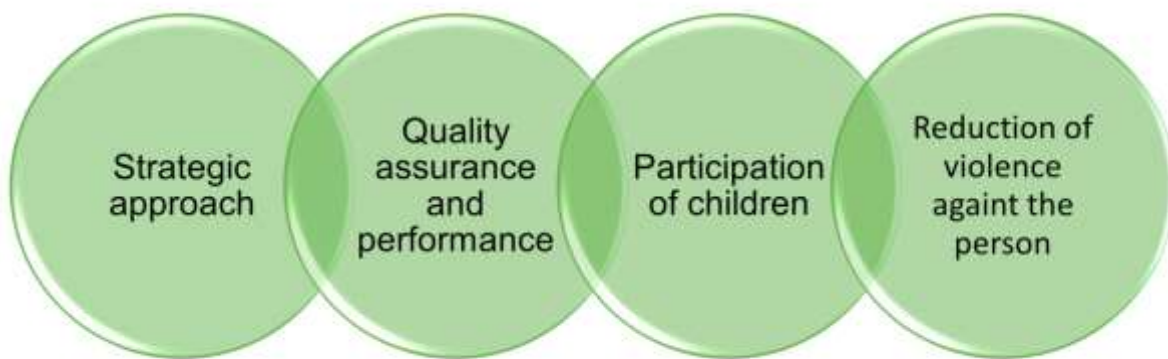 Strategic
approach
Quality
assurance
and
performance
Participation
of children
Reduction of
violence
againt the
person